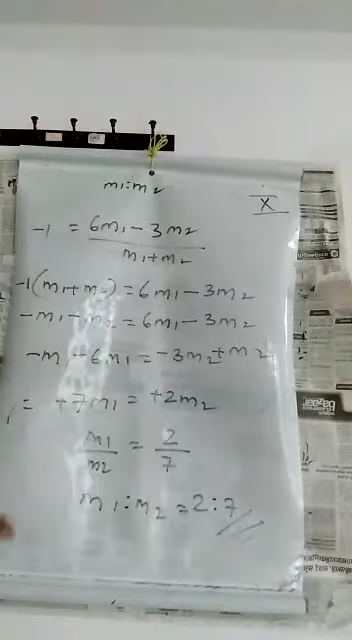 m₁:m₂
X
-1 = (6m₁ - 3m₂)/(m₁+m₂)
-1(m₁+m₂) = 6m₁ - 3m₂
-m₁ - m₂ = 6m₁ - 3m₂
-m₁ - 6m₁ = -3m₂ + m₂
= +7m₁ = +2m₂
m₁/m₂ = 2/7
m₁:m₂ = 2:7